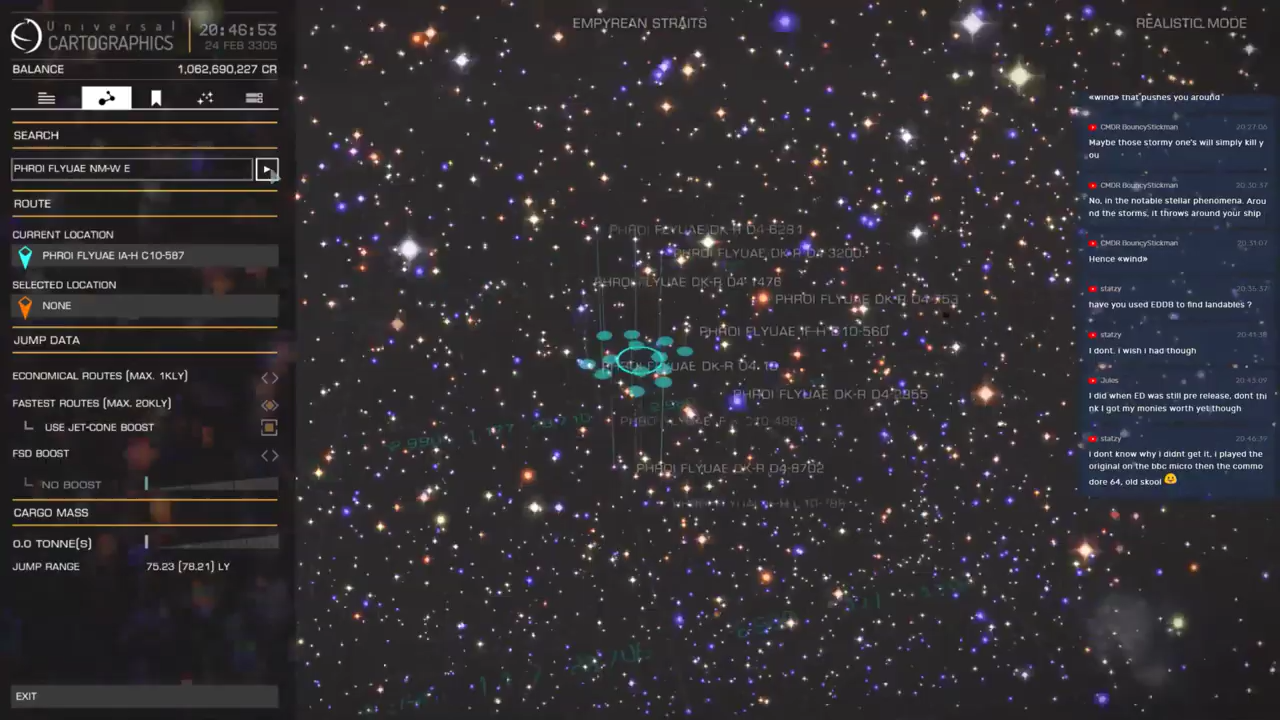 Universal
CARTOGRAPHICS
20:46:53
24 FEB 3305
BALANCE
1,062,690,227 CR
SEARCH
PHROI FLYUAE NM-W E
ROUTE
CURRENT LOCATION
PHROI FLYUAE IA-H C10-587
SELECTED LOCATION
NONE
JUMP DATA
ECONOMICAL ROUTES (MAX. 1KLY)
FASTEST ROUTES (MAX. 20KLY)
USE JET-CONE BOOST
FSD BOOST
NO BOOST
CARGO MASS
0.0 TONNE(S)
JUMP RANGE
75.23 (78.21) LY
EXIT
EMPYREAN STRAITS
REALISTIC MODE
PHROI FLYUAE DK-R D4-6281
PHROI FLYUAE DK-R D4-3200
PHROI FLYUAE DK-R D4-1476
PHROI FLYUAE IF-H C10-560
PHROI FLYUAE DK-R
PHROI FLYUAE DK-R D4-2955
PHROI FLYUAE DK-R D4-8702
«wind» that pushes you around
CMDR BouncyStickman
20:27:06
Maybe those stormy one's will simply kill y
ou
CMDR BouncyStickman
20:30:37
No, in the notable stellar phenomena. Arou
nd the storms, it throws around your ship
CMDR BouncyStickman
20:31:07
Hence «wind»
statzy
20:36:37
have you used EDDB to find landables ?
statzy
20:41:38
I dont. i wish i had though
Jules
20:43:09
I did when ED was still pre release, dont thi
nk I got my monies worth yet though
statzy
20:46:39
I dont know why i didnt get it, i played the
original on the bbc micro then the commo
dore 64, old skool